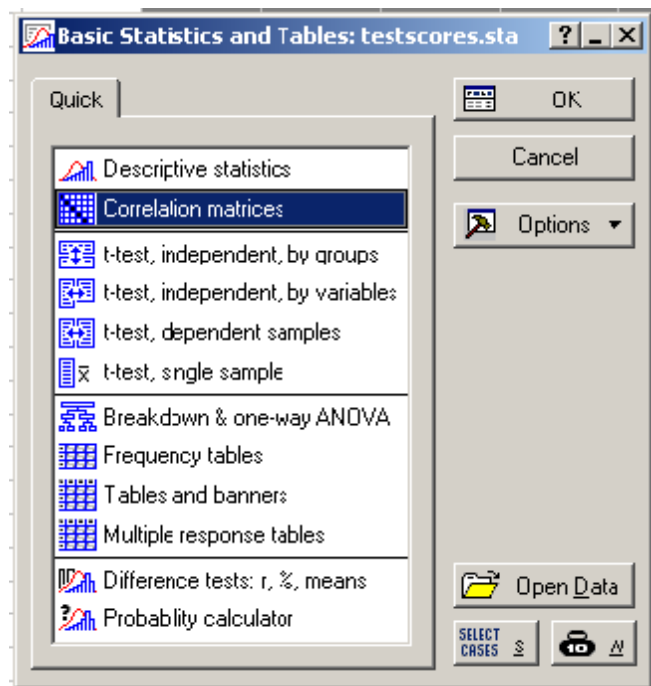 Basic Statistics and Tables: testscores.sta
Quick
Descriptive statistics
Correlation matrices
t-test, independent, by groups
t-test, independent, by variables
t-test, dependent samples
x̄ t-test, single sample
Breakdown & one-way ANOVA
Frequency tables
Tables and banners
Multiple response tables
Difference tests: r, %, means
Probability calculator
OK
Cancel
Options
Open Data
SELECT
CASES S
W